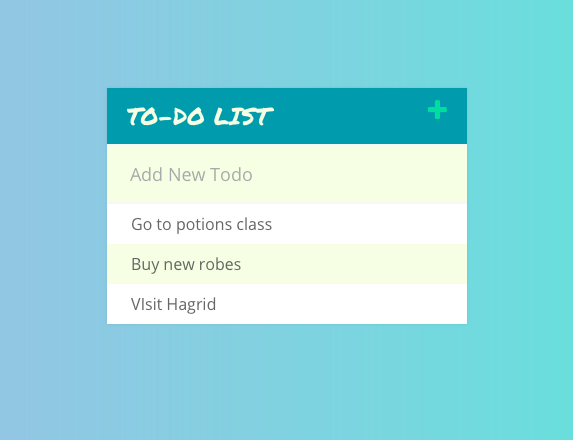 TO-DO LIST
Add New Todo
Go to potions class
Buy new robes
VIsit Hagrid